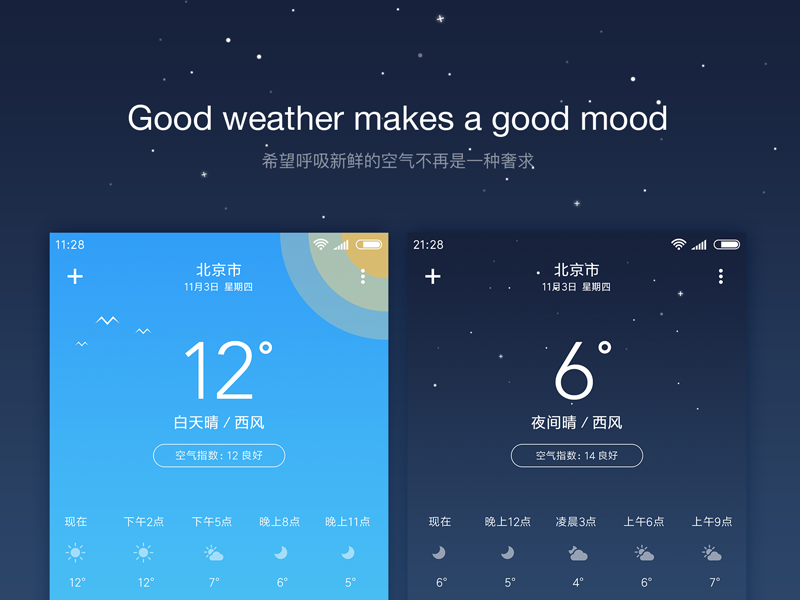 Good weather makes a good mood
希望呼吸新鲜的空气不再是一种奢求
11:28
北京市
11月3日 星期四
12°
白天晴 / 西风
空气指数: 12 良好
现在 下午2点 下午5点 晚上8点 晚上11点
12° 12° 7° 6° 5°
21:28
北京市
11月3日 星期四
6°
夜间晴 / 西风
空气指数: 14 良好
现在 晚上12点 凌晨3点 上午6点 上午9点
6° 5° 4° 6° 7°